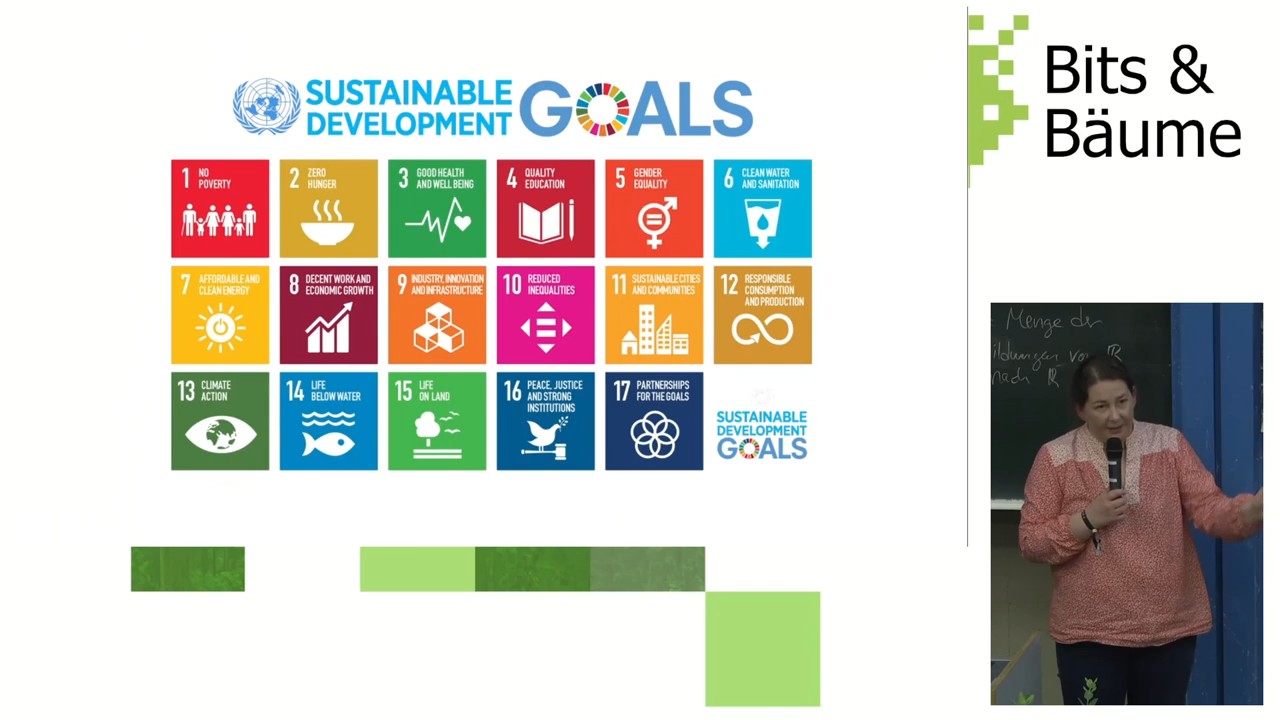 SUSTAINABLE
DEVELOPMENT
GOALS
1 NO
POVERTY
2 ZERO
HUNGER
3 GOOD HEALTH
AND WELL BEING
4 QUALITY
EDUCATION
5 GENDER
EQUALITY
6 CLEAN WATER
AND SANITATION
7 AFFORDABLE AND
CLEAN ENERGY
8 DECENT WORK AND
ECONOMIC GROWTH
9 INDUSTRY, INNOVATION
AND INFRASTRUCTURE
10 REDUCED
INEQUALITIES
11 SUSTAINABLE CITIES
AND COMMUNITIES
12 RESPONSIBLE
CONSUMPTION
AND PRODUCTION
13 CLIMATE
ACTION
14 LIFE
BELOW WATER
15 LIFE
ON LAND
16 PEACE, JUSTICE
AND STRONG
INSTITUTIONS
17 PARTNERSHIPS
FOR THE GOALS
SUSTAINABLE
DEVELOPMENT
GOALS
Bits &
Bäume
Menge der
ildungen von ℝ
nach ℝ